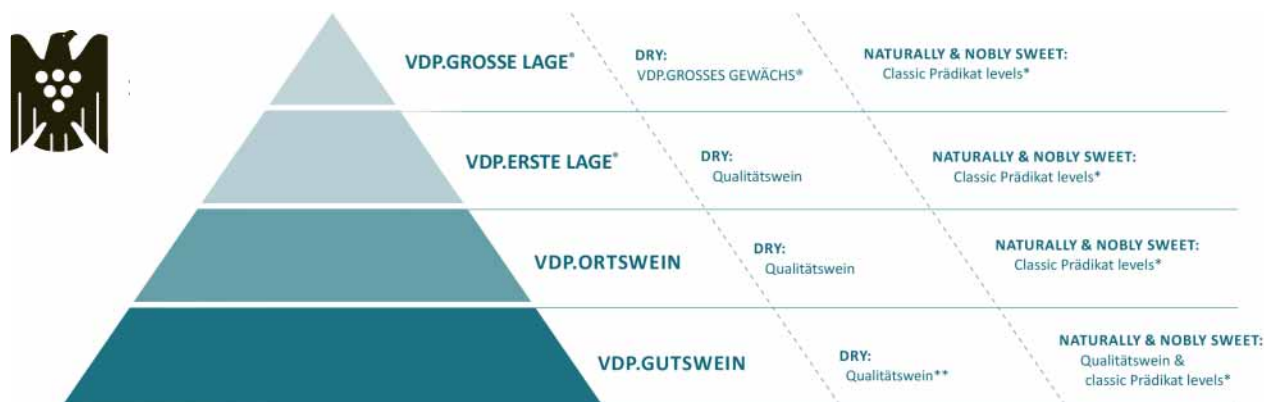 VDP.GROSSE LAGE®
DRY:
VDP.GROSSES GEWÄCHS®
NATURALLY & NOBLY SWEET:
Classic Prädikat levels*
VDP.ERSTE LAGE®
DRY:
Qualitätswein
NATURALLY & NOBLY SWEET:
Classic Prädikat levels*
VDP.ORTSWEIN
DRY:
Qualitätswein
NATURALLY & NOBLY SWEET:
Classic Prädikat levels*
VDP.GUTSWEIN
DRY:
Qualitätswein**
NATURALLY & NOBLY SWEET:
Qualitätswein &
classic Prädikat levels*